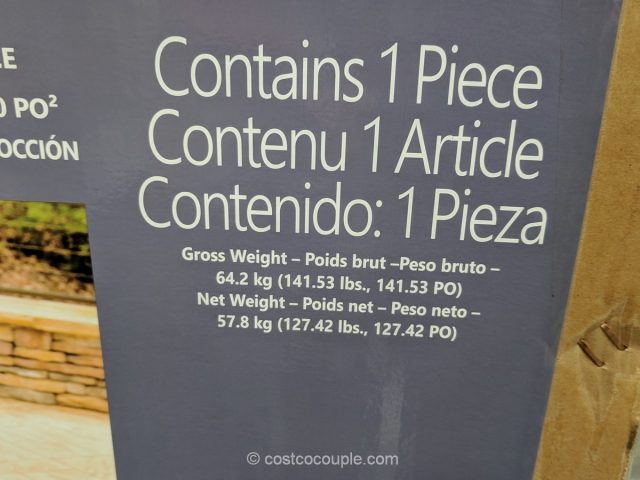 LE
0 PO²
OCCIÓN
Contains 1 Piece
Contenu 1 Article
Contenido: 1 Pieza
Gross Weight – Poids brut –Peso bruto –
64.2 kg (141.53 lbs., 141.53 PO)
Net Weight – Poids net – Peso neto –
57.8 kg (127.42 lbs., 127.42 PO)
© costcocouple.com